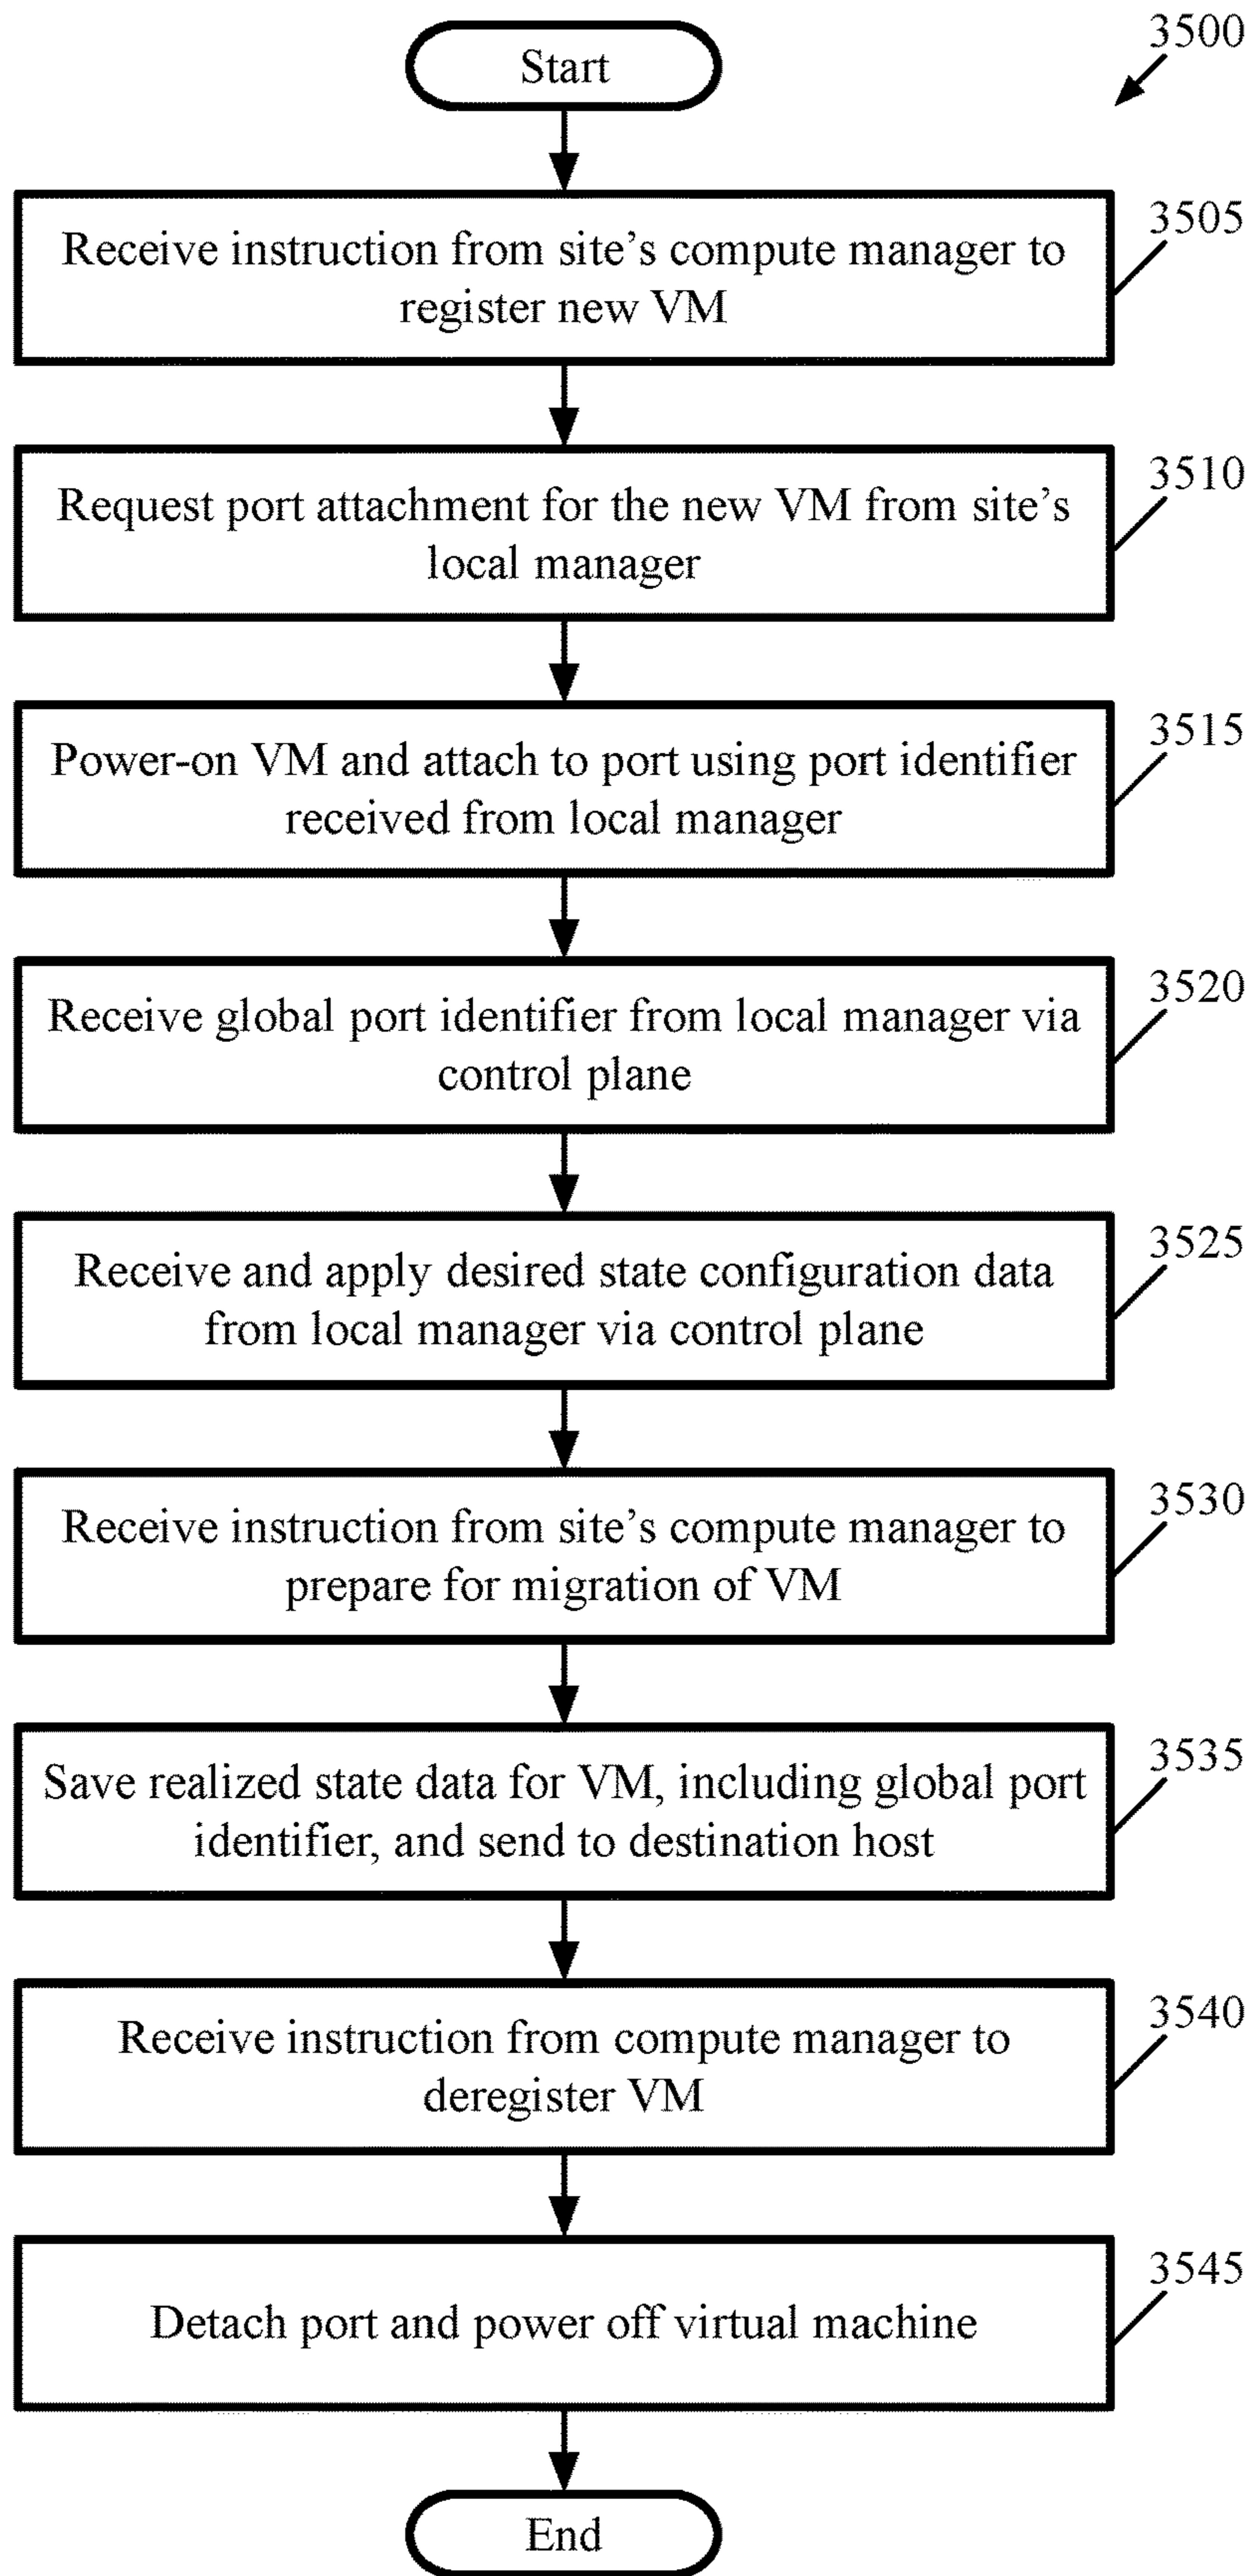 Start
3500
Receive instruction from site’s compute manager to
register new VM
3505
Request port attachment for the new VM from site’s
local manager
3510
Power-on VM and attach to port using port identifier
received from local manager
3515
Receive global port identifier from local manager via
control plane
3520
Receive and apply desired state configuration data
from local manager via control plane
3525
Receive instruction from site’s compute manager to
prepare for migration of VM
3530
Save realized state data for VM, including global port
identifier, and send to destination host
3535
Receive instruction from compute manager to
deregister VM
3540
Detach port and power off virtual machine
3545
End